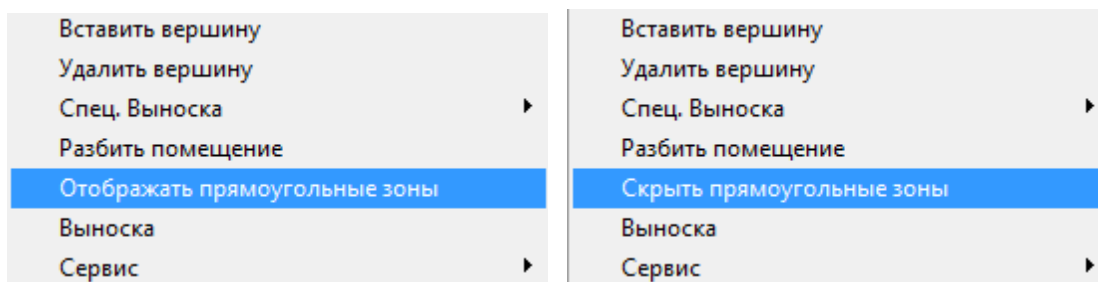 Вставить вершину
Удалить вершину
Спец. Выноска
Разбить помещение
Отображать прямоугольные зоны
Выноска
Сервис
Вставить вершину
Удалить вершину
Спец. Выноска
Разбить помещение
Скрыть прямоугольные зоны
Выноска
Сервис